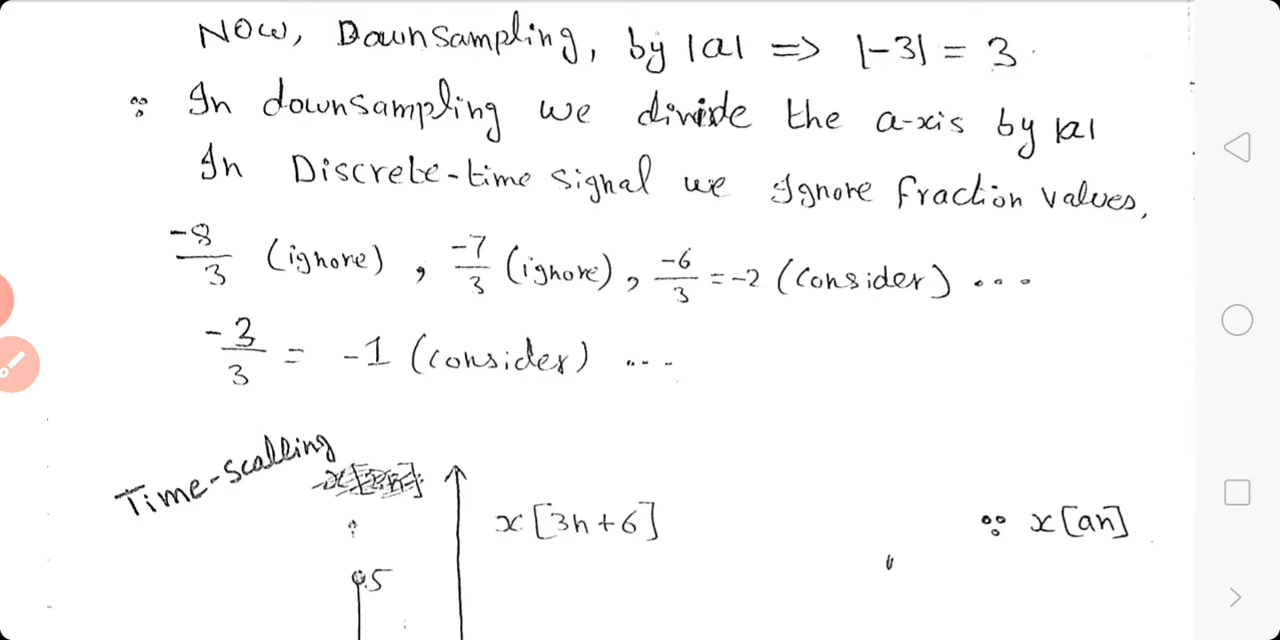 Now, Downsampling, by |a| => |-3| = 3
∵ In downsampling we divide the a-xis by |a|
In Discrete-time signal we Ignore fraction values,
-8/3 (ignore), -7/3 (ignore), -6/3 = -2 (consider) ...
-3/3 = -1 (consider) ...
Time-scalling
x[3n+6] ∵ x[an]
0.5